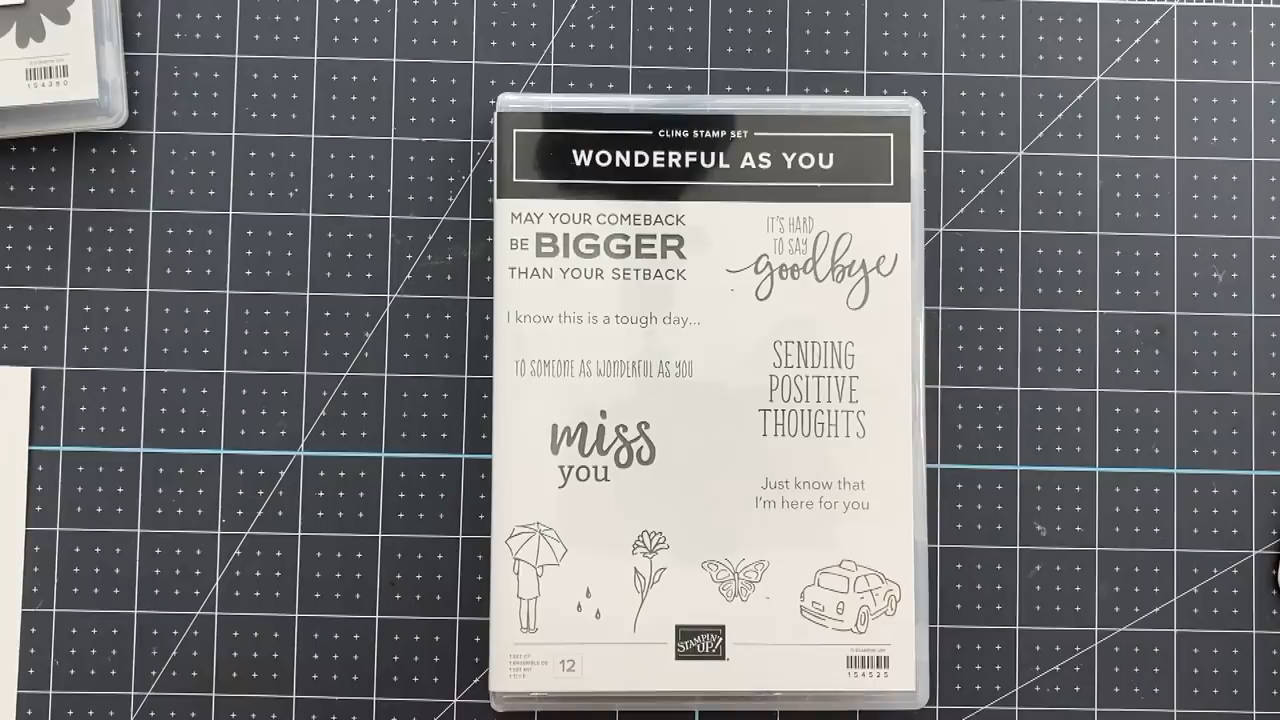 154380
CLING STAMP SET
WONDERFUL AS YOU
MAY YOUR COMEBACK
BE BIGGER
THAN YOUR SETBACK
IT'S HARD
TO SAY
goodbye
I know this is a tough day...
TO SOMEONE AS WONDERFUL AS YOU
SENDING
POSITIVE
THOUGHTS
miss
you
Just know that
I'm here for you
STAMPIN'
UP!
12
154525